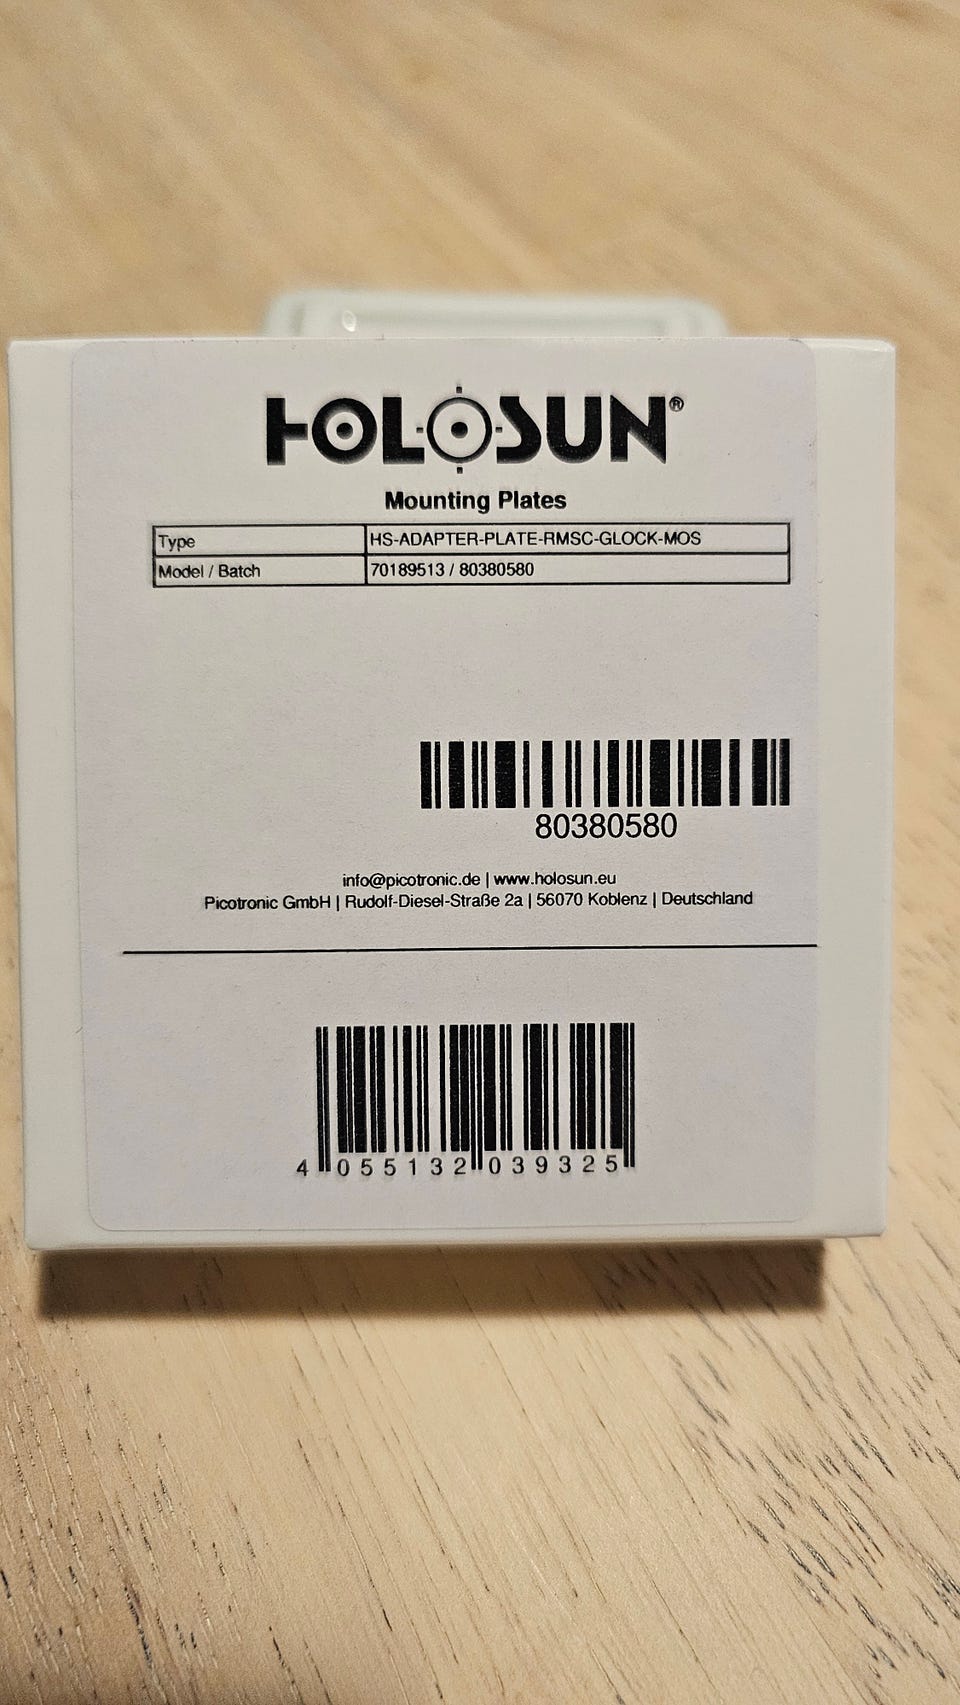 HOLOSUN®
Mounting Plates
Type HS-ADAPTER-PLATE-RMSC-GLOCK-MOS
Model / Batch 70189513 / 80380580
80380580
info@picotronic.de | www.holosun.eu
Picotronic GmbH | Rudolf-Diesel-Straße 2a | 56070 Koblenz | Deutschland
4 055132 039325